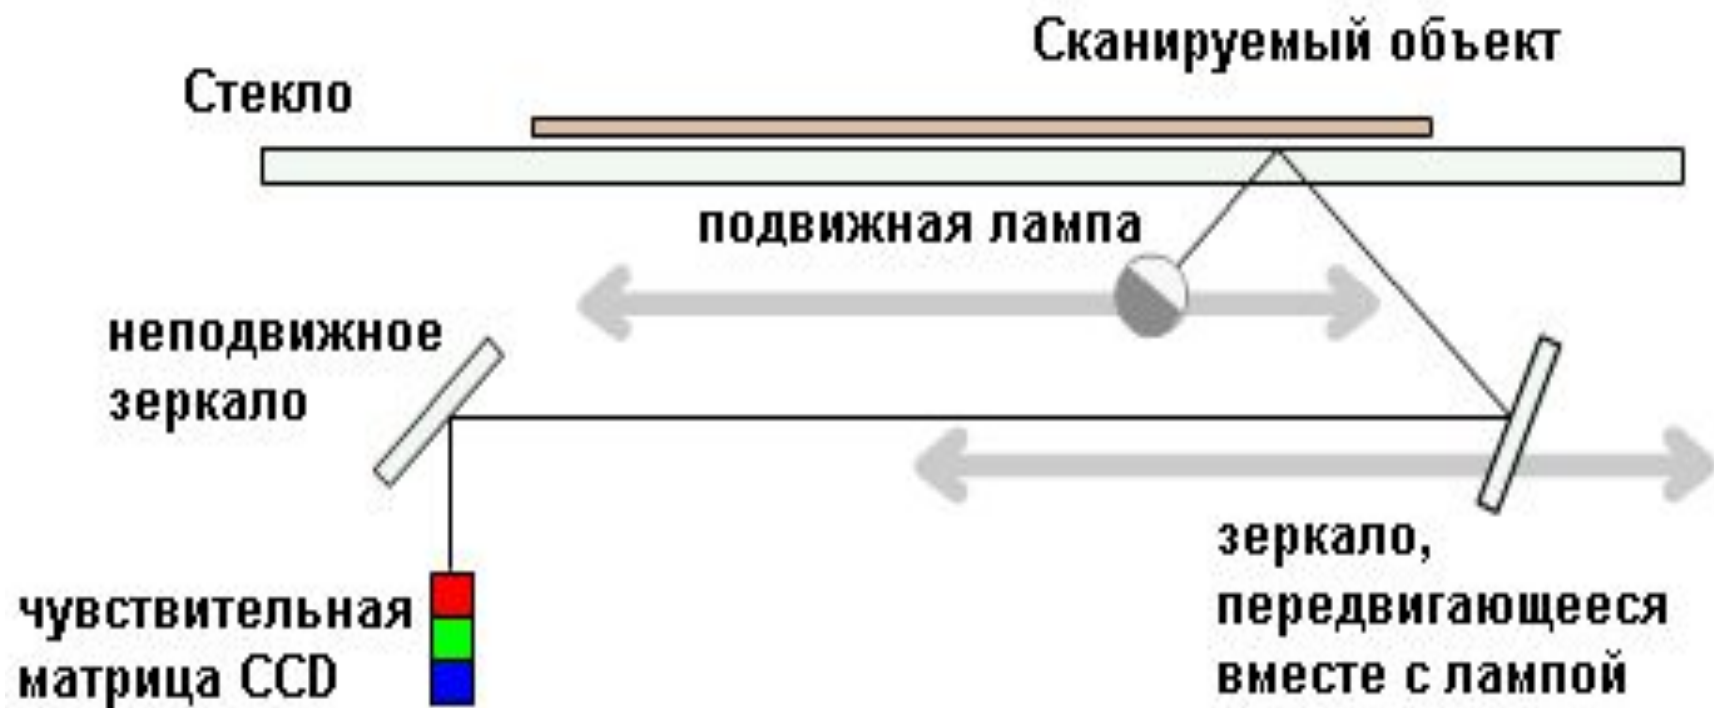 Сканируемый объект
Стекло
подвижная лампа
неподвижное
зеркало
зеркало,
передвигающееся
вместе с лампой
чувствительная
матрица CCD